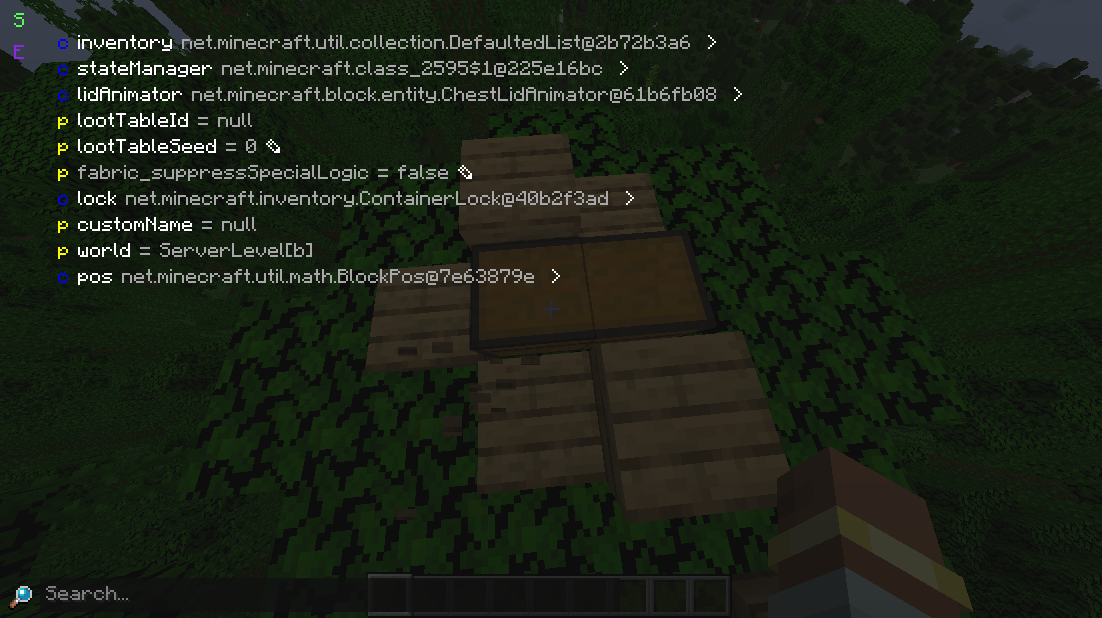 S
E
c inventory net.minecraft.util.collection.DefaultedList@2b72b3a6 >
c stateManager net.minecraft.class_2595$1@225e16bc >
c lidAnimator net.minecraft.block.entity.ChestLidAnimator@61b6fb08 >
p lootTableId = null
p lootTableSeed = 0 ✎
p fabric_suppressSpecialLogic = false ✎
c lock net.minecraft.inventory.ContainerLock@40b2f3ad >
p customName = null
p world = ServerLevel[b]
c pos net.minecraft.util.math.BlockPos@7e63879e >
Search...